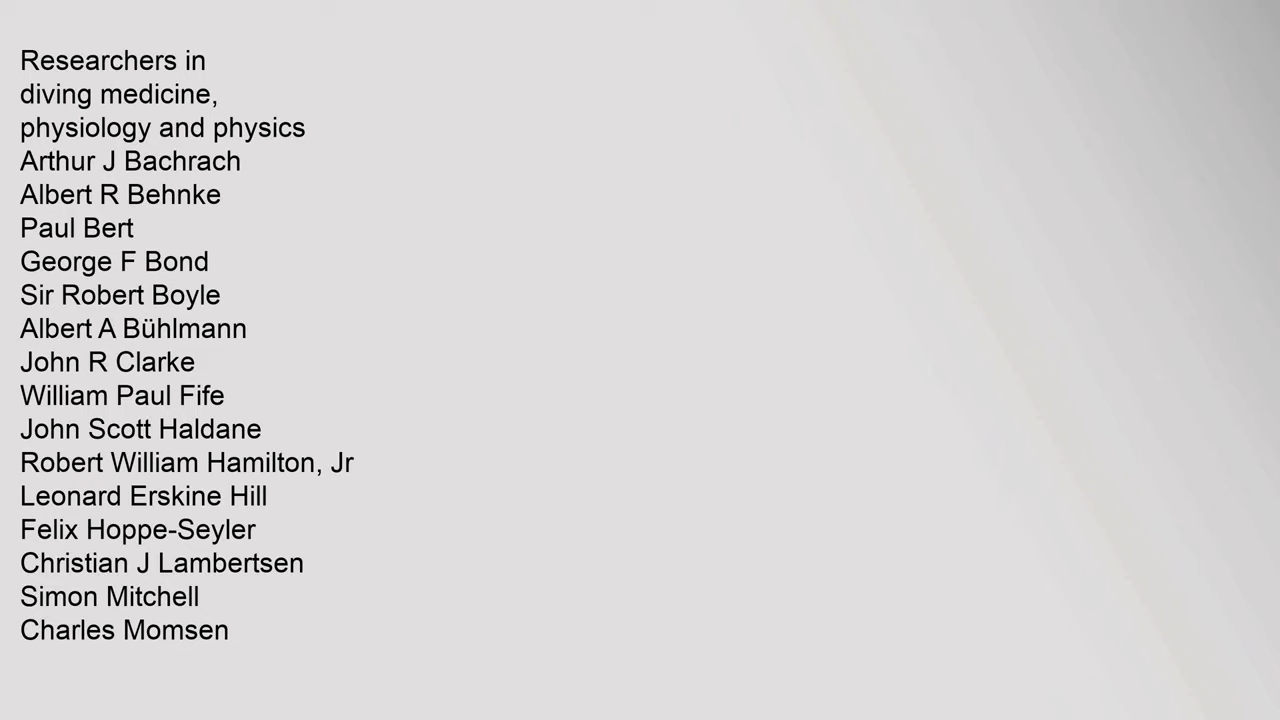 Researchers in
diving medicine,
physiology and physics
Arthur J Bachrach
Albert R Behnke
Paul Bert
George F Bond
Sir Robert Boyle
Albert A Bühlmann
John R Clarke
William Paul Fife
John Scott Haldane
Robert William Hamilton, Jr
Leonard Erskine Hill
Felix Hoppe-Seyler
Christian J Lambertsen
Simon Mitchell
Charles Momsen